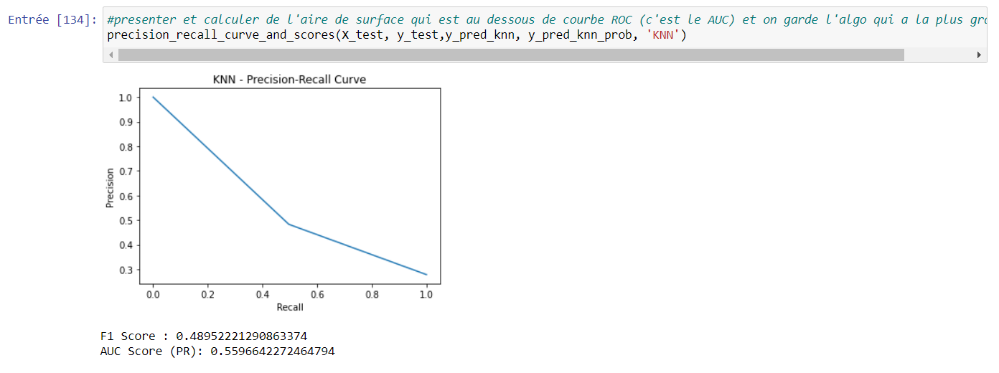 Entrée [134]: #presenter et calculer de l'aire de surface qui est au dessous de courbe ROC (c'est le AUC) et on garde l'algo qui a la plus
precision_recall_curve_and_scores(X_test, y_test,y_pred_knn, y_pred_knn_prob, 'KNN')
KNN - Precision-Recall Curve
1.0
0.9
0.8
0.7
0.6
0.5
0.4
0.3
Precision
0.0 0.2 0.4 0.6 0.8 1.0
Recall
F1 Score : 0.48952221290863374
AUC Score (PR): 0.5596642272464794